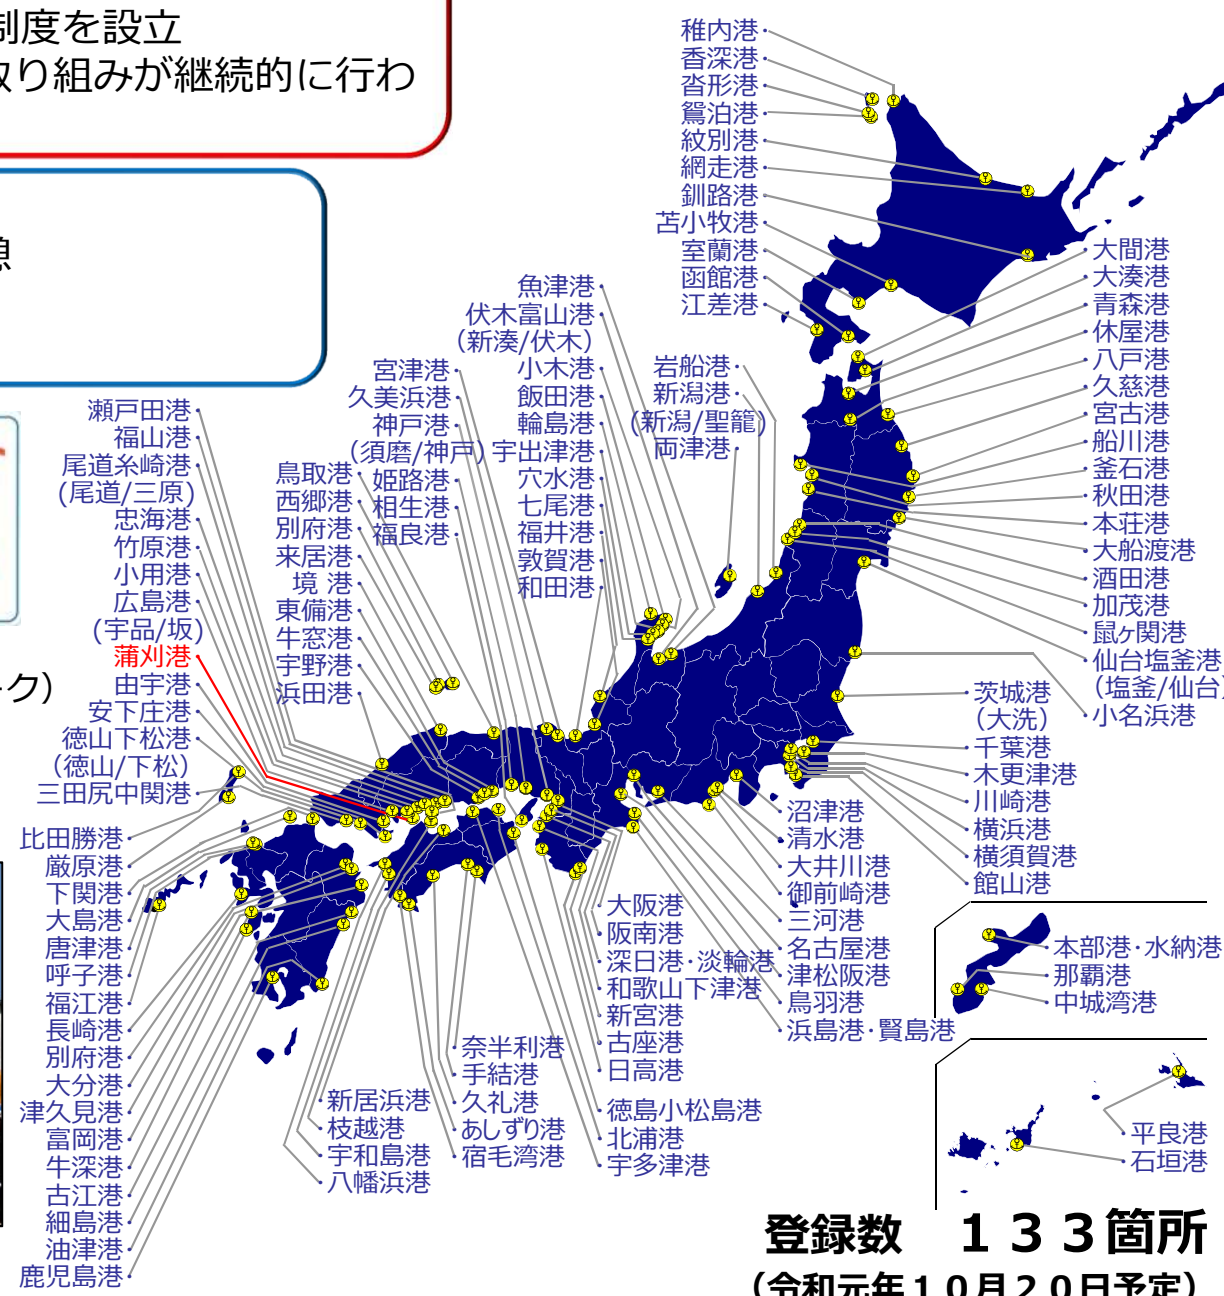 制度を設立
取り組みが継続的に行わ
稚内港
香深港
沓形港
鴛泊港
紋別港
網走港
釧路港
苫小牧港
室蘭港
函館港
江差港
大間港
大湊港
青森港
休屋港
八戸港
久慈港
宮古港
船川港
釜石港
秋田港
本荘港
大船渡港
酒田港
加茂港
鼠ヶ関港
仙台塩釜港
(塩釜/仙台)
小名浜港
魚津港
伏木富山港
(新湊/伏木)
小木港
飯田港
輪島港
宇出津港
穴水港
七尾港
福井港
敦賀港
和田港
岩船港
新潟港
(新潟/聖籠)
両津港
宮津港
久美浜港
神戸港
(須磨/神戸)
姫路港
相生港
福良港
鳥取港
西郷港
別府港
来居港
境 港
東備港
牛窓港
宇野港
浜田港
瀬戸田港
福山港
尾道糸崎港
(尾道/三原)
忠海港
竹原港
小用港
広島港
(宇品/坂)
蒲刈港
ーク)
由宇港
安下庄港
徳山下松港
(徳山/下松)
三田尻中関港
比田勝港
厳原港
下関港
大島港
唐津港
呼子港
福江港
長崎港
別府港
大分港
津久見港
富岡港
牛深港
古江港
細島港
油津港
鹿児島港
茨城港
(大洗)
千葉港
木更津港
川崎港
横浜港
横須賀港
館山港
沼津港
清水港
大井川港
御前崎港
三河港
名古屋港
津松阪港
鳥羽港
浜島港・賢島港
大阪港
阪南港
深日港・淡輪港
和歌山下津港
新宮港
古座港
日高港
徳島小松島港
北浦港
宇多津港
奈半利港
手結港
久礼港
あしずり港
宿毛湾港
新居浜港
枝越港
宇和島港
八幡浜港
本部港・水納港
那覇港
中城湾港
平良港
石垣港
登録数 133箇所
(令和元年10月20日予定)